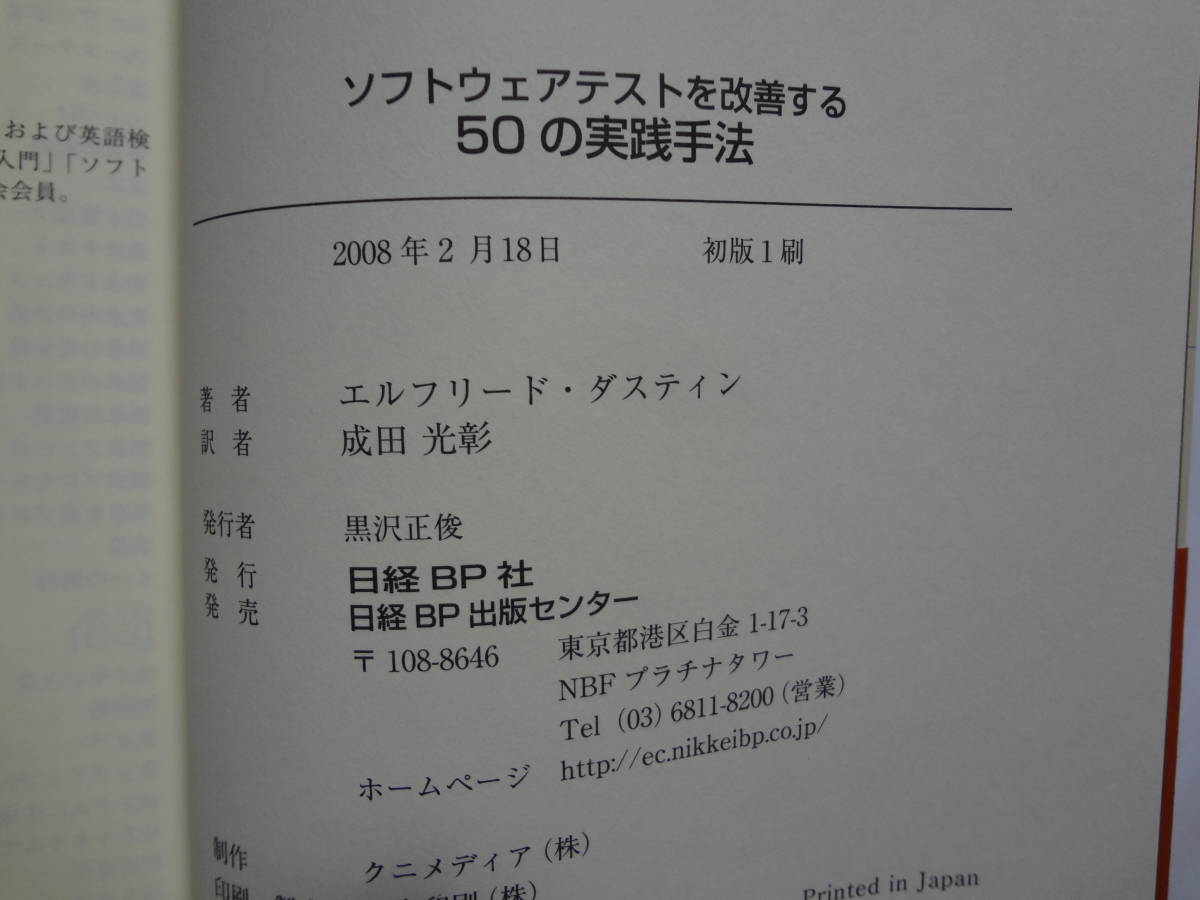 および英語検
入門」「ソフト
会会員。
ソフトウェアテストを改善する
50の実践手法
2008年2月18日 初版1刷
著者 エルフリード・ダスティン
訳者 成田 光彰
発行者 黒沢正俊
発行 日経BP社
発売 日経BP出版センター
〒108-8646 東京都港区白金1-17-3
NBFプラチナタワー
Tel (03) 6811-8200 (営業)
ホームページ http://ec.nikkeibp.co.jp/
制作 クニメディア(株)
印刷 印刷(株)
Printed in Japan